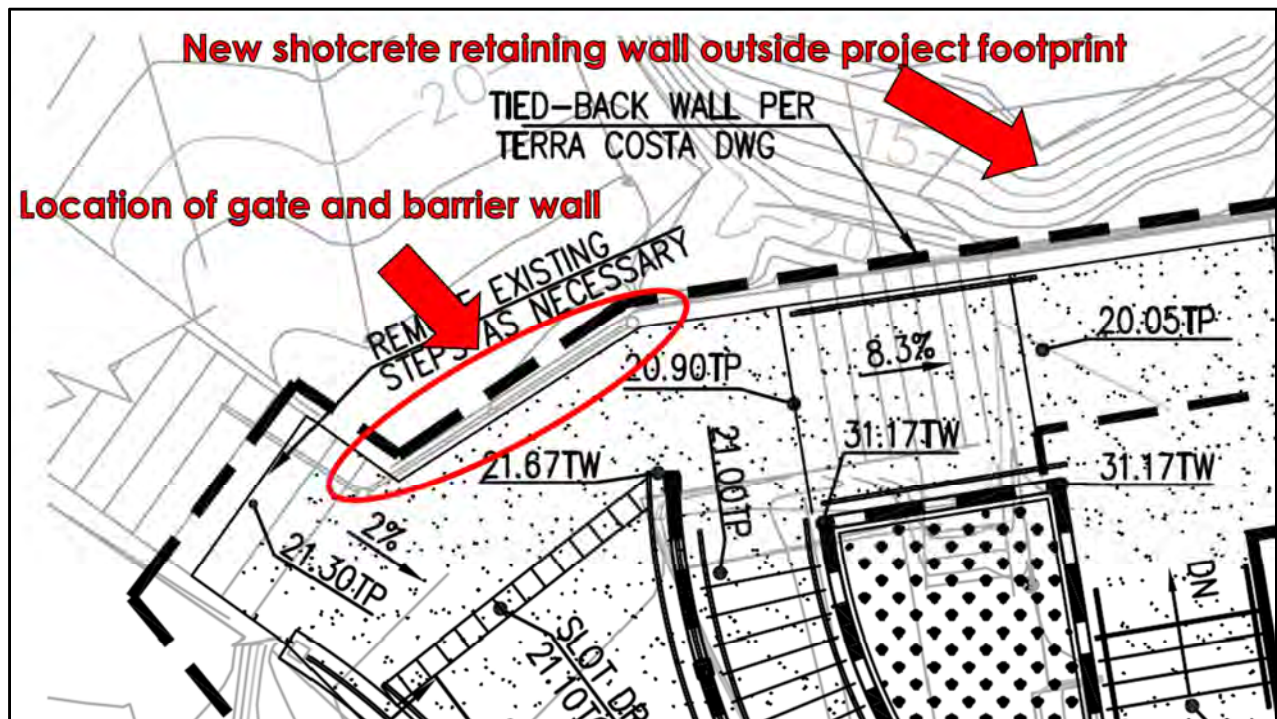 New shotcrete retaining wall outside project footprint
20
TIED-BACK WALL PER
TERRA COSTA DWG
15
Location of gate and barrier wall
EXISTING
STEPS AS NECESSARY
20.05TP
8.3%
20.90TP
21.67TW
21.00TP
31.17TW
31.17TW
2%
21.30TP
DN
SLOT